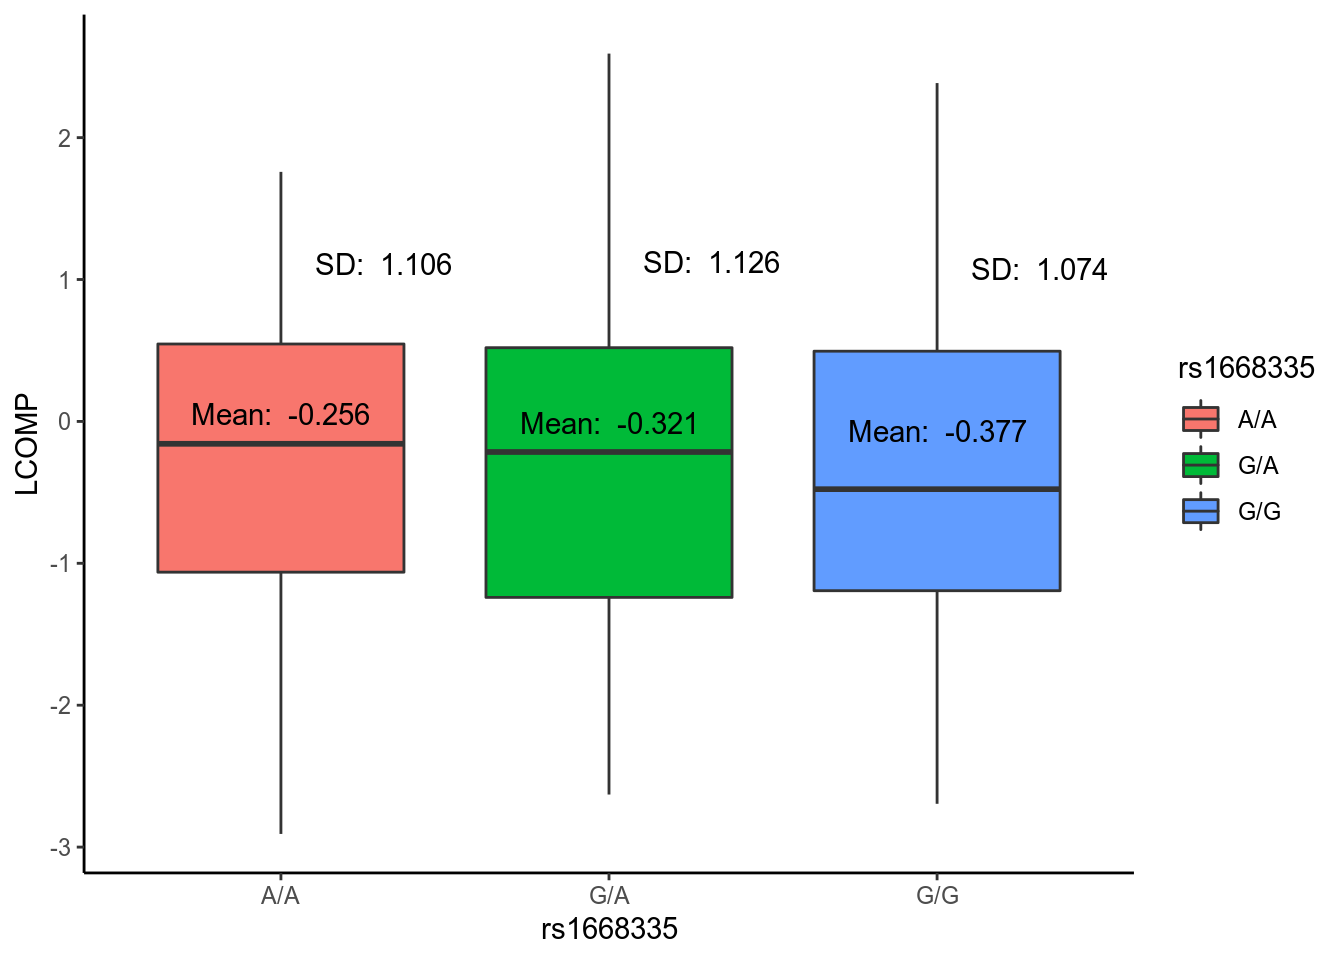 LCOMP
2
1
0
-1
-2
-3
SD: 1.106
SD: 1.126
SD: 1.074
Mean: -0.256
Mean: -0.321
Mean: -0.377
A/A
G/A
G/G
rs1668335
rs1668335
A/A
G/A
G/G